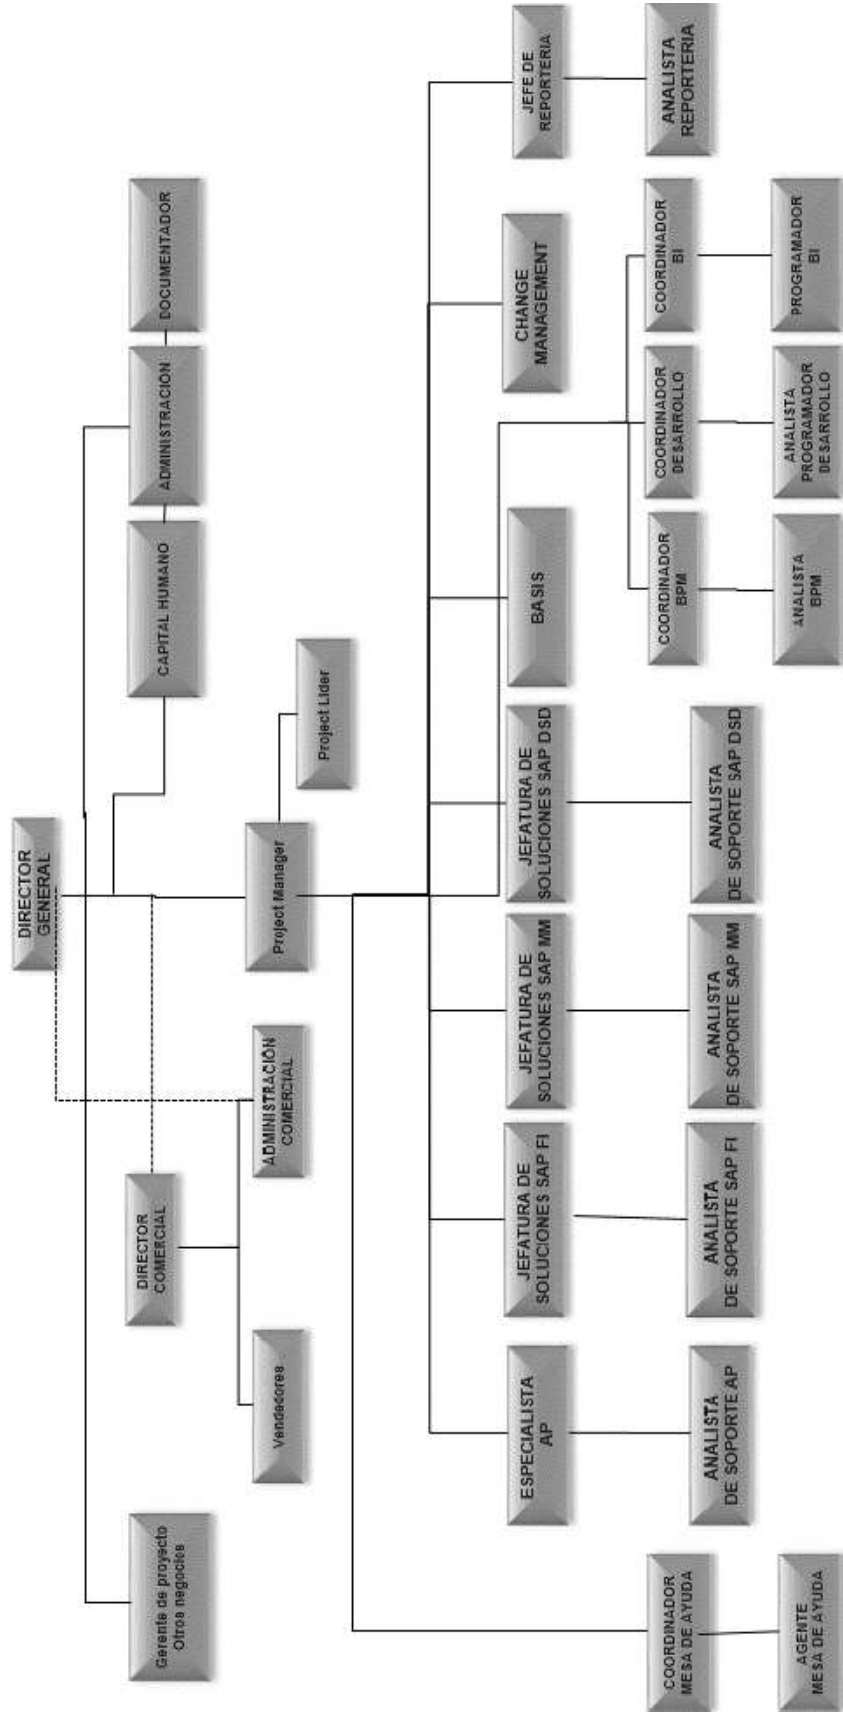 DIRECTOR
GENERAL
Gerente de proyecto
Otros negocios
DIRECTOR
COMERCIAL
CAPITAL HUMANO
ADMINISTRACIÓN
DOCUMENTADOR
Vendedores
ADMINISTRACIÓN
COMERCIAL
Project Manager
Project Lider
ESPECIALISTA
AP
JEFATURA DE
SOLUCIONES SAP FI
JEFATURA DE
SOLUCIONES SAP MM
JEFATURA DE
SOLUCIONES SAP DSD
BASIS
CHANGE
MANAGEMENT
JEFE DE
REPORTERIA
COORDINADOR
MESA DE AYUDA
ANALISTA
DE SOPORTE AP
ANALISTA
DE SOPORTE SAP FI
ANALISTA
DE SOPORTE SAP MM
ANALISTA
DE SOPORTE SAP DSD
COORDINADOR
BPM
COORDINADOR
DESARROLLO
COORDINADOR
BI
ANALISTA
REPORTERIA
AGENTE
MESA DE AYUDA
ANALISTA
BPM
ANALISTA
PROGRAMADOR
DESARROLLO
PROGRAMADOR
BI